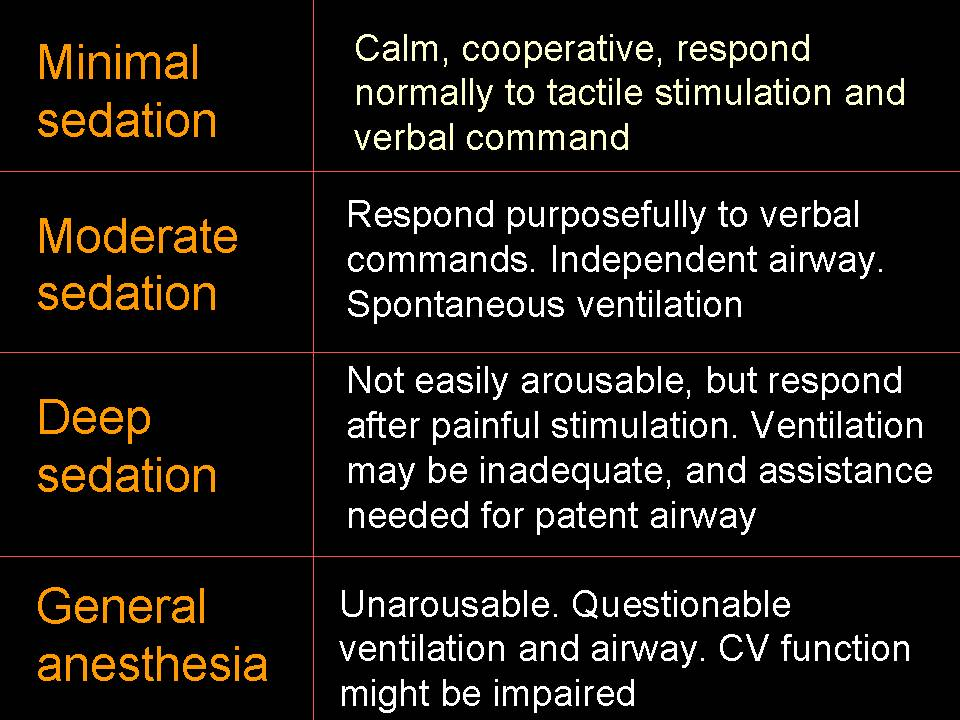 Minimal
sedation
Calm, cooperative, respond
normally to tactile stimulation and
verbal command
Moderate
sedation
Respond purposefully to verbal
commands. Independent airway.
Spontaneous ventilation
Deep
sedation
Not easily arousable, but respond
after painful stimulation. Ventilation
may be inadequate, and assistance
needed for patent airway
General
anesthesia
Unarousable. Questionable
ventilation and airway. CV function
might be impaired